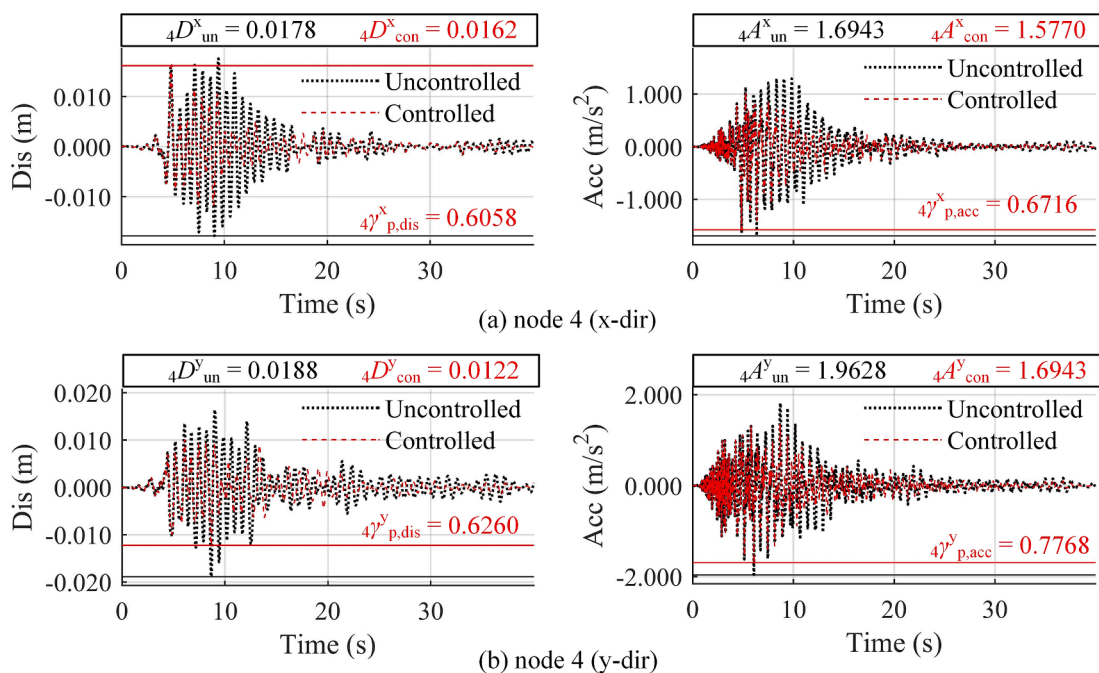 ₄Dˣun = 0.0178 ₄Dˣcon = 0.0162
Dis (m)
0.010
0.000
-0.010
Uncontrolled
Controlled
₄γˣp,dis = 0.6058
0 10 20 30
Time (s)
₄Aˣun = 1.6943 ₄Aˣcon = 1.5770
Acc (m/s²)
1.000
0.000
-1.000
Uncontrolled
Controlled
₄γˣp,acc = 0.6716
0 10 20 30
Time (s)
(a) node 4 (x-dir)
₄Dʸun = 0.0188 ₄Dʸcon = 0.0122
Dis (m)
0.020
0.010
0.000
-0.010
-0.020
Uncontrolled
Controlled
₄γʸp,dis = 0.6260
0 10 20 30
Time (s)
₄Aʸun = 1.9628 ₄Aʸcon = 1.6943
Acc (m/s²)
2.000
0.000
-2.000
Uncontrolled
Controlled
₄γʸp,acc = 0.7768
0 10 20 30
Time (s)
(b) node 4 (y-dir)